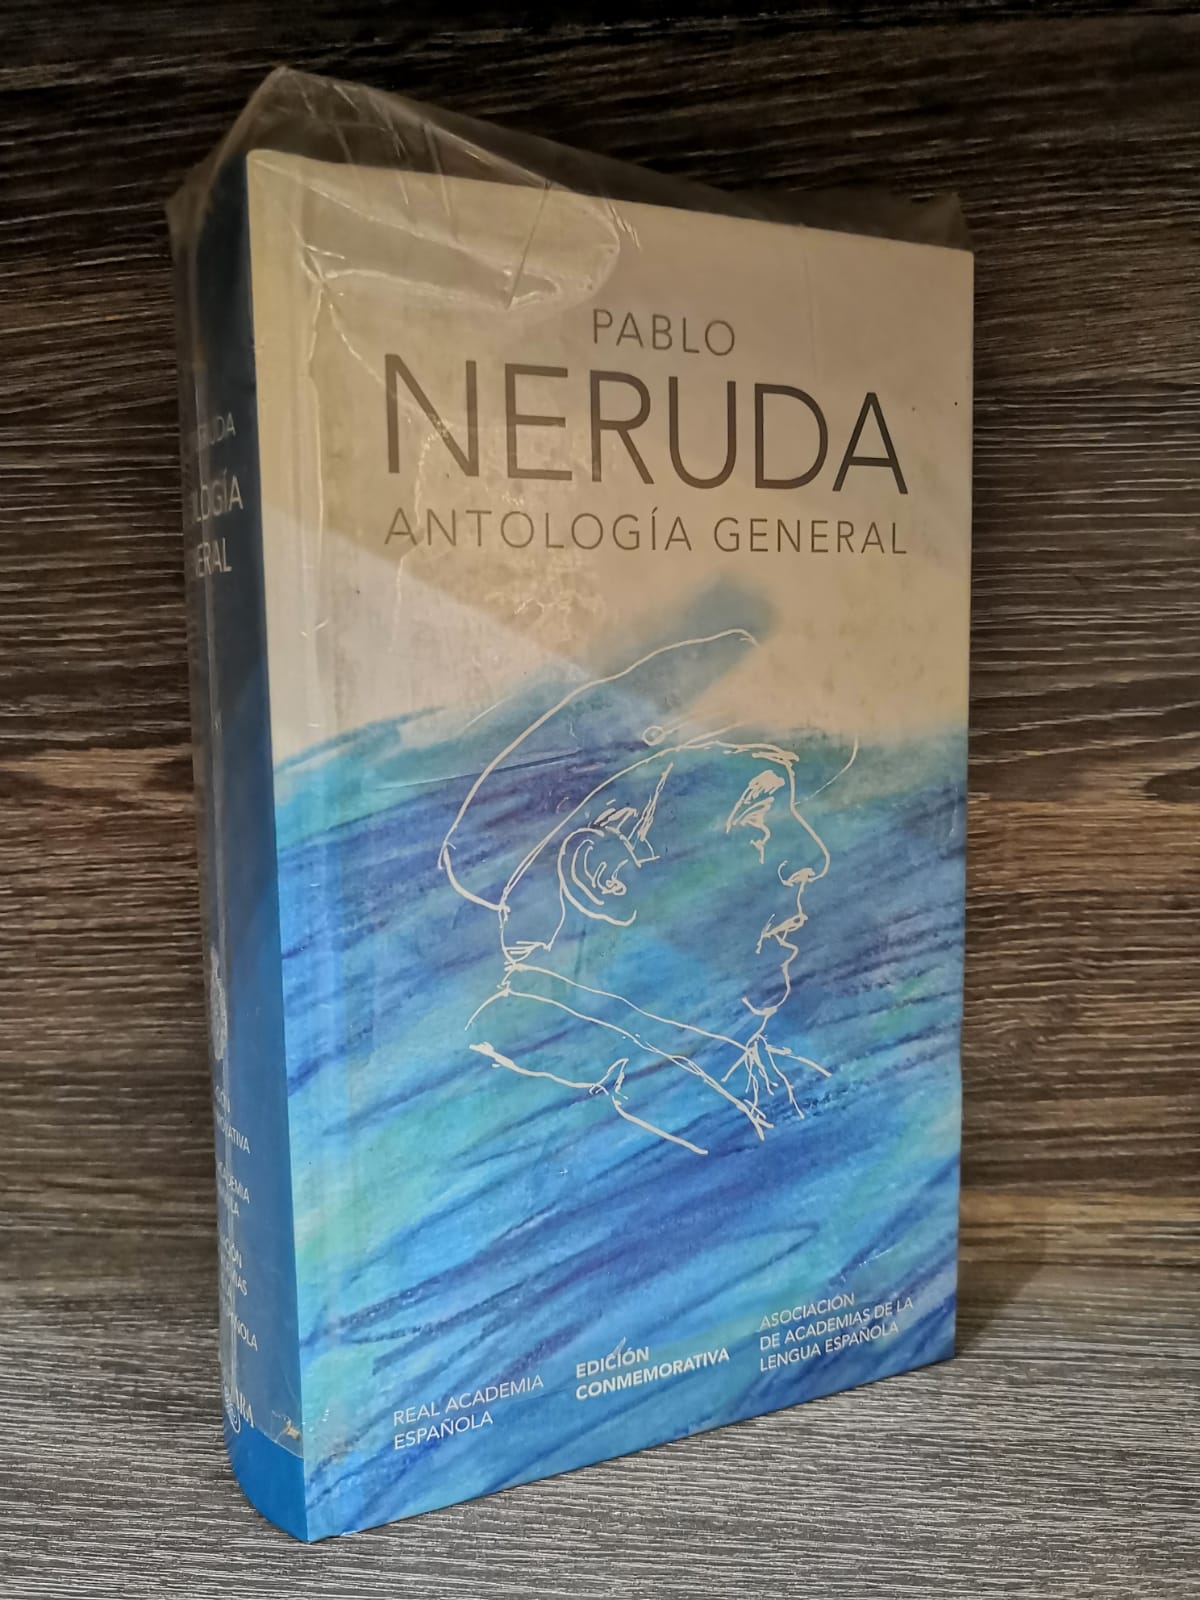 PABLO
NERUDA
ANTOLOGÍA GENERAL
REAL ACADEMIA
ESPAÑOLA
EDICIÓN
CONMEMORATIVA
ASOCIACIÓN
DE ACADEMIAS DE LA
LENGUA ESPAÑOLA